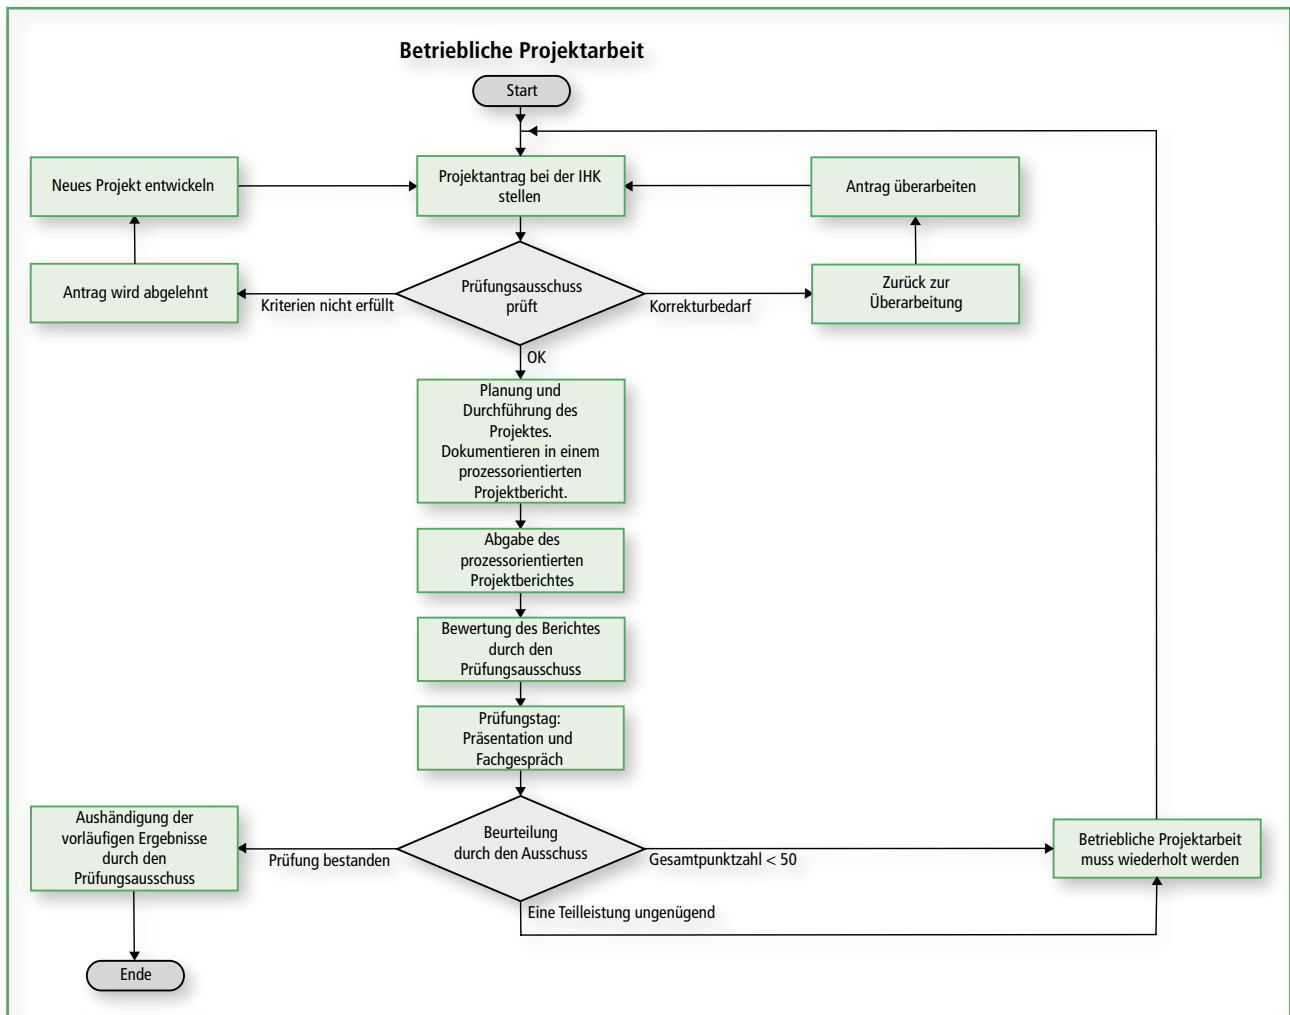 Betriebliche Projektarbeit
Start
Neues Projekt entwickeln
Projektantrag bei der IHK
stellen
Antrag überarbeiten
Antrag wird abgelehnt
Kriterien nicht erfüllt
Prüfungsausschuss
prüft
Korrekturbedarf
Zurück zur
Überarbeitung
OK
Planung und
Durchführung des
Projektes.
Dokumentieren in einem
prozessorientierten
Projektbericht.
Abgabe des
prozessorientierten
Projektberichtes
Bewertung des Berichtes
durch den
Prüfungsausschuss
Prüfungstag:
Präsentation und
Fachgespräch
Aushändigung der
vorläufigen Ergebnisse
durch den
Prüfungsausschuss
Prüfung bestanden
Beurteilung
durch den Ausschuss
Gesamtpunktzahl < 50
Betriebliche Projektarbeit
muss wiederholt werden
Eine Teilleistung ungenügend
Ende